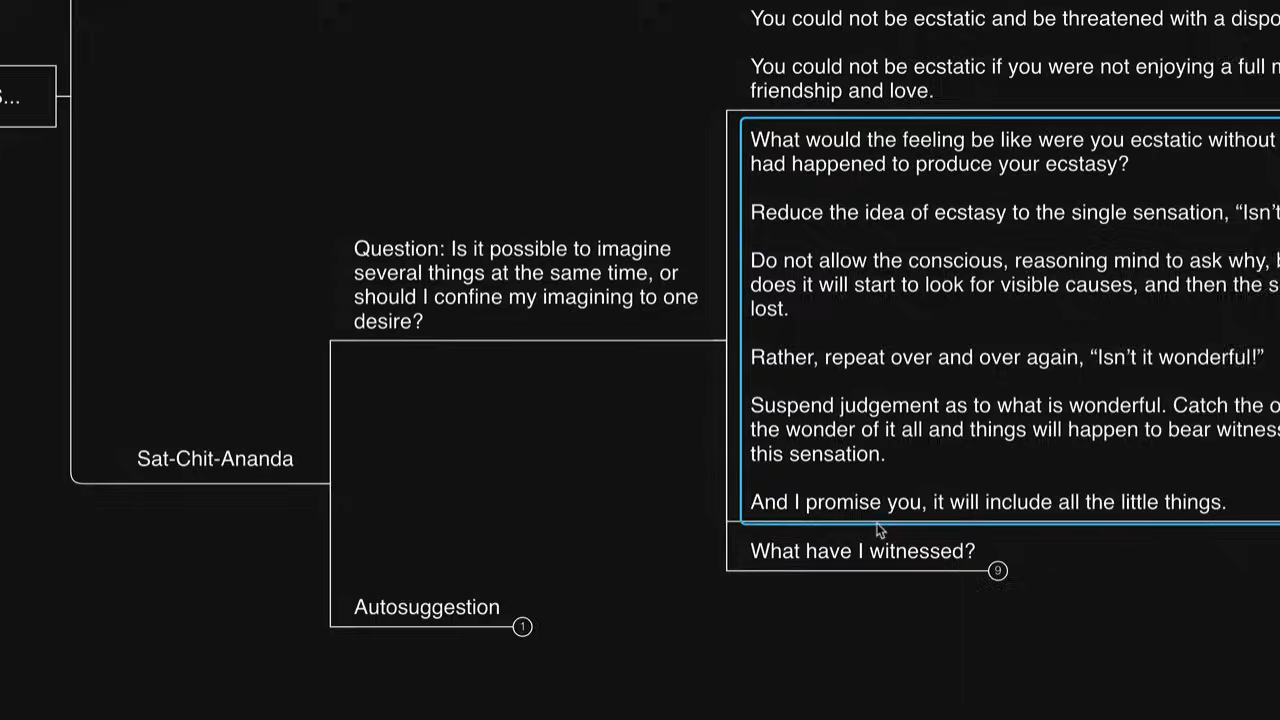 You could not be ecstatic and be threatened with a
You could not be ecstatic if you were not enjoying a full
friendship and love.
S...
What would the feeling be like were you ecstatic without
had happened to produce your ecstasy?
Reduce the idea of ecstasy to the single sensation, “Isn’t
Do not allow the conscious, reasoning mind to ask why,
does it will start to look for visible causes, and then the
lost.
Rather, repeat over and over again, “Isn’t it wonderful!”
Suspend judgement as to what is wonderful. Catch the
the wonder of it all and things will happen to bear
this sensation.
And I promise you, it will include all the little things.
Question: Is it possible to imagine
several things at the same time, or
should I confine my imagining to one
desire?
Sat-Chit-Ananda
What have I witnessed?
9
Autosuggestion
1